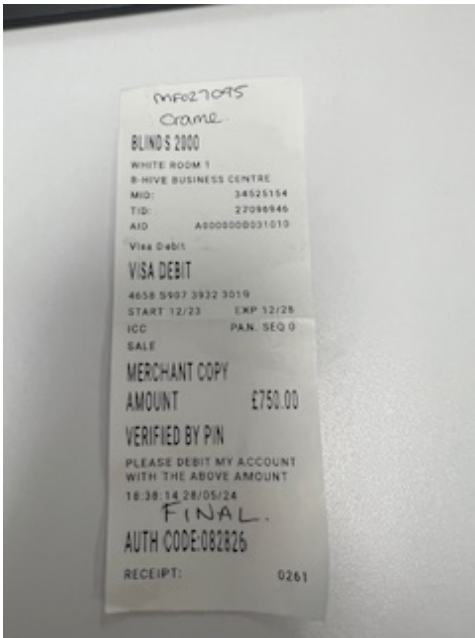 MF027095
Crame.
BLINDS 2000
WHITE ROOM 1
B-HIVE BUSINESS CENTRE
MID: 34525154
TID: 27096946
AID A0000000031010
Visa Debit
VISA DEBIT
4658 5907 3932 3019
START 12/23 EXP 12/28
ICC PAN. SEQ 0
SALE
MERCHANT COPY
AMOUNT £750.00
VERIFIED BY PIN
PLEASE DEBIT MY ACCOUNT
WITH THE ABOVE AMOUNT
18:38:14 28/05/24
FINAL.
AUTH CODE:082826
RECEIPT: 0261